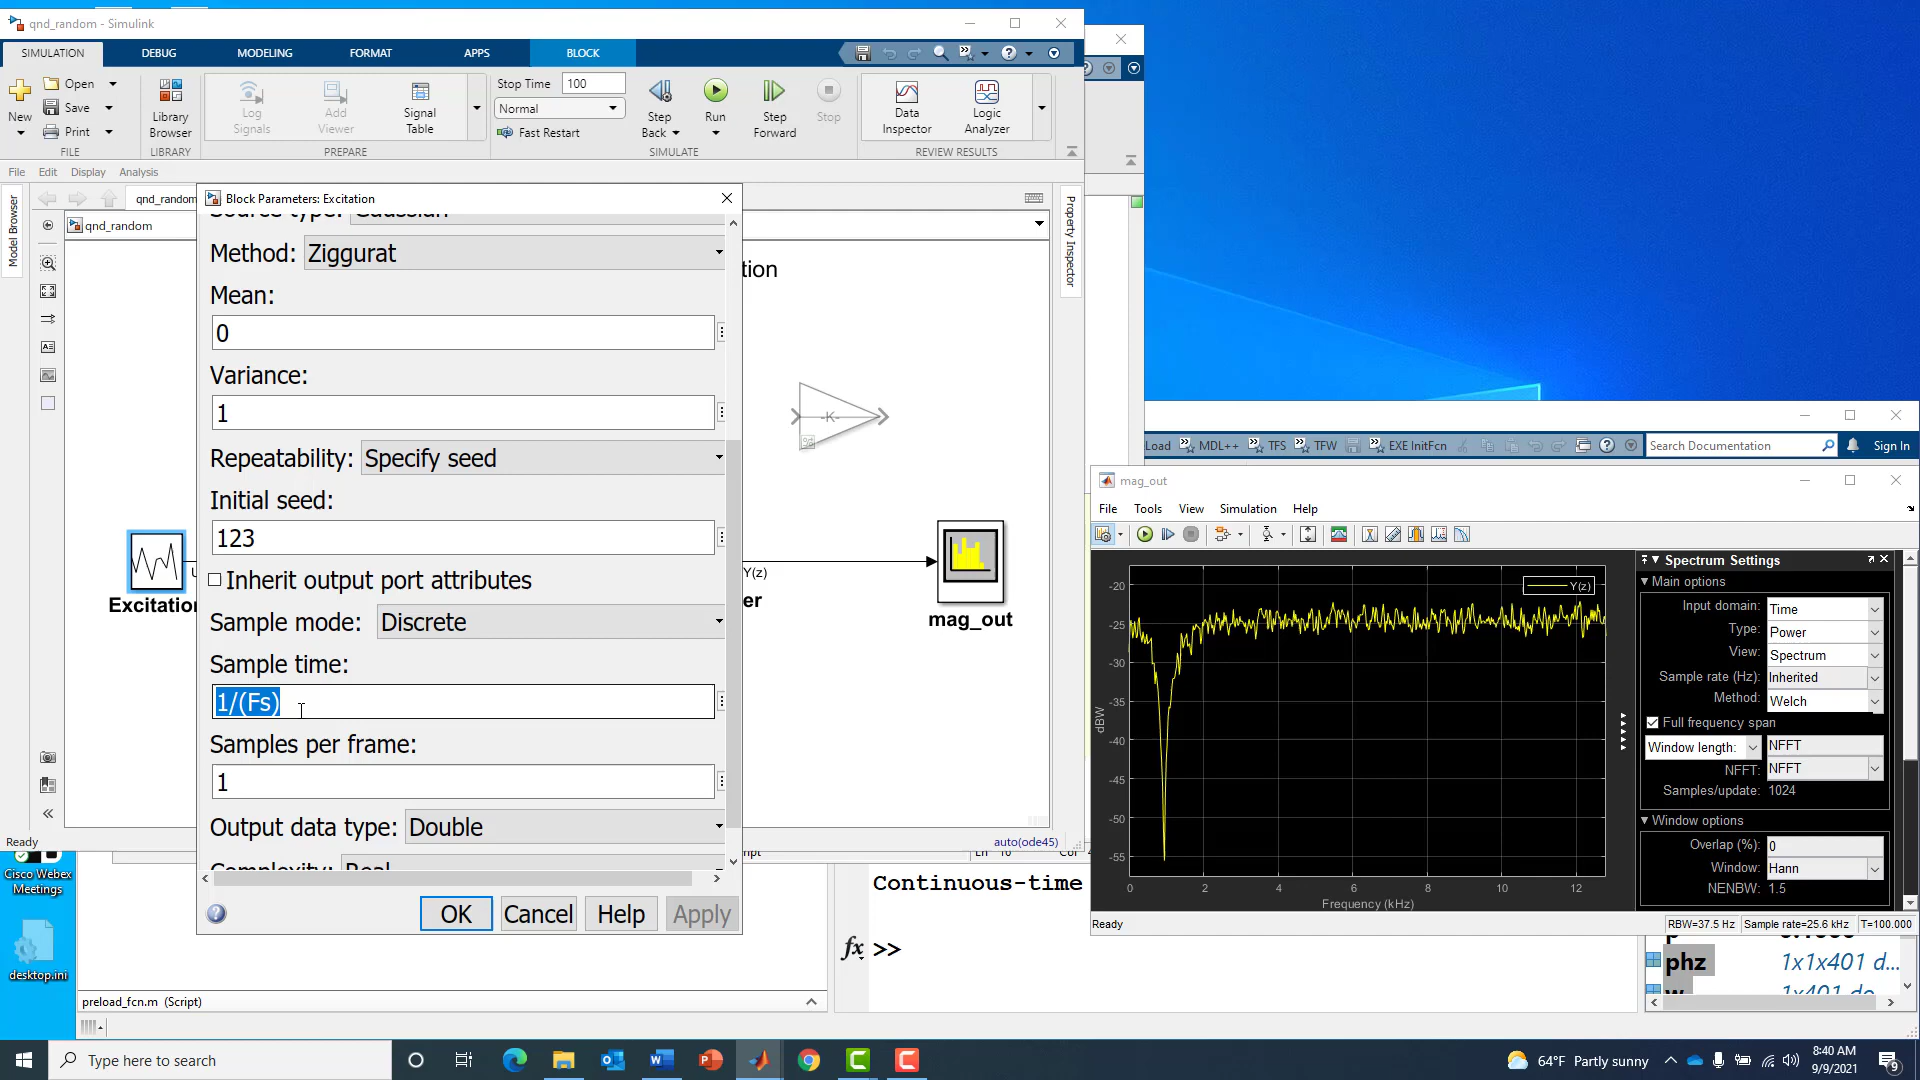 qnd_random - Simulink
SIMULATION
DEBUG
MODELING
FORMAT
APPS
BLOCK
New
Open
Save
Print
FILE
Library
Browser
LIBRARY
Log
Signals
Add
Viewer
Signal
Table
PREPARE
Stop Time 100
Normal
Fast Restart
Step
Back
Run
Step
Forward
Stop
SIMULATE
Data
Inspector
Logic
Analyzer
REVIEW RESULTS
File Edit Display Analysis
Model Browser
Property Inspector
qnd_random
qnd_random
Block Parameters: Excitation
Source type: Gaussian
Method: Ziggurat
Mean:
0
Variance:
1
Repeatability: Specify seed
Initial seed:
123
Inherit output port attributes
Sample mode: Discrete
Sample time:
1/(Fs)
Samples per frame:
1
Output data type: Double
Complexity: Real
OK
Cancel
Help
Apply
tion
-K-
Excitation
Y(z)
er
mag_out
Ready
auto(ode45)
Load
MDL++
TFS
TFW
EXE InitFcn
Search Documentation
Sign In
mag_out
File Tools View Simulation Help
Y(z)
-20
-25
-30
-35
-40
-45
-50
-55
dBW
0 2 4 6 8 10 12
Frequency (kHz)
Spectrum Settings
Main options
Input domain: Time
Type: Power
View: Spectrum
Sample rate (Hz): Inherited
Method: Welch
Full frequency span
Window length: NFFT
NFFT: NFFT
Samples/update: 1024
Window options
Overlap (%): 0
Window: Hann
NENBW: 1.5
Ready
RBW=37.5 Hz
Sample rate=25.6 kHz
T=100.000
Continuous-time
fx >>
phz 1x1x401 d...
w 1x401 do
preload_fcn.m (Script)
Cisco Webex
Meetings
desktop.ini
Type here to search
64°F Partly sunny
8:40 AM
9/9/2021
9